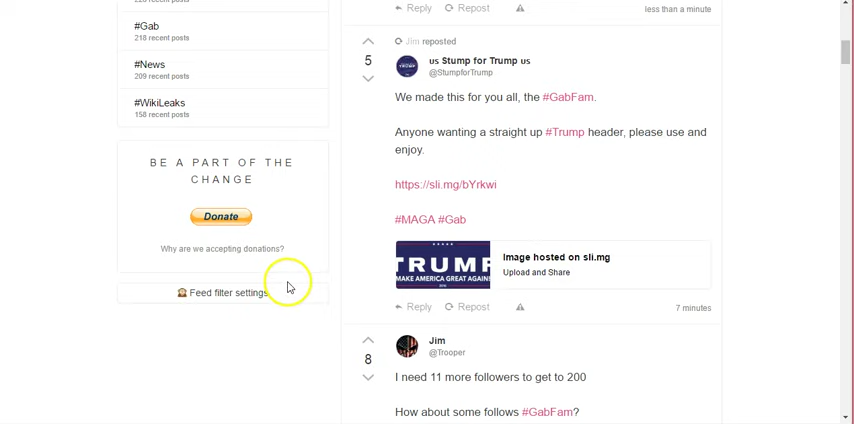 #Gab
218 recent posts
#News
209 recent posts
#WikiLeaks
158 recent posts
BE A PART OF THE
CHANGE
Donate
Why are we accepting donations?
Feed filter settings
Reply Repost
less than a minute
Jim reposted
5
us Stump for Trump us
@StumpforTrump
We made this for you all, the #GabFam.
Anyone wanting a straight up #Trump header, please use and
enjoy.
https://sli.mg/bYrkwi
#MAGA #Gab
TRUMP
MAKE AMERICA GREAT AGAIN
Image hosted on sli.mg
Upload and Share
Reply Repost
7 minutes
8
Jim
@Trooper
I need 11 more followers to get to 200
How about some follows #GabFam?